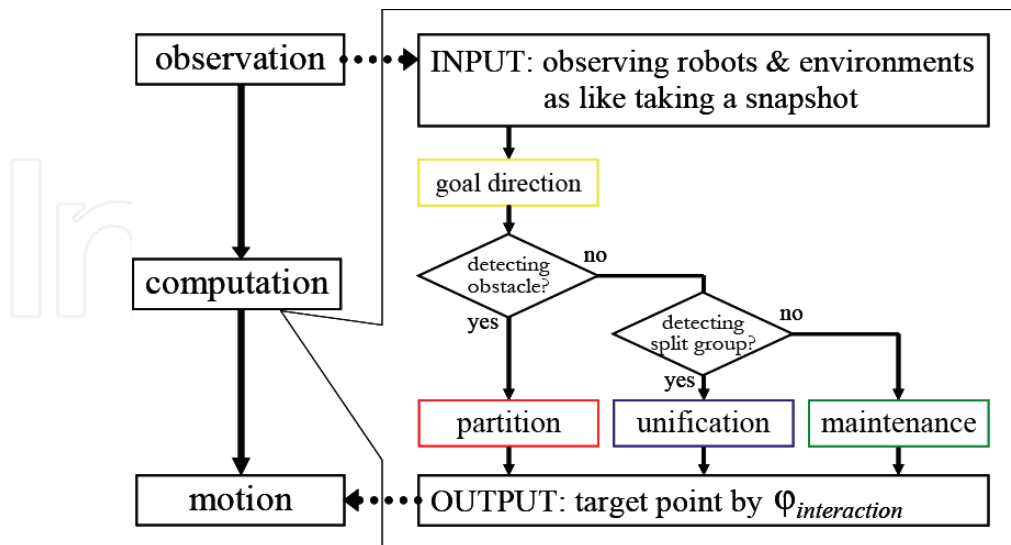 observation
INPUT: observing robots & environments
as like taking a snapshot
goal direction
detecting
obstacle?
no
yes
computation
detecting
split group?
no
yes
partition
unification
maintenance
motion
OUTPUT: target point by φinteraction
In